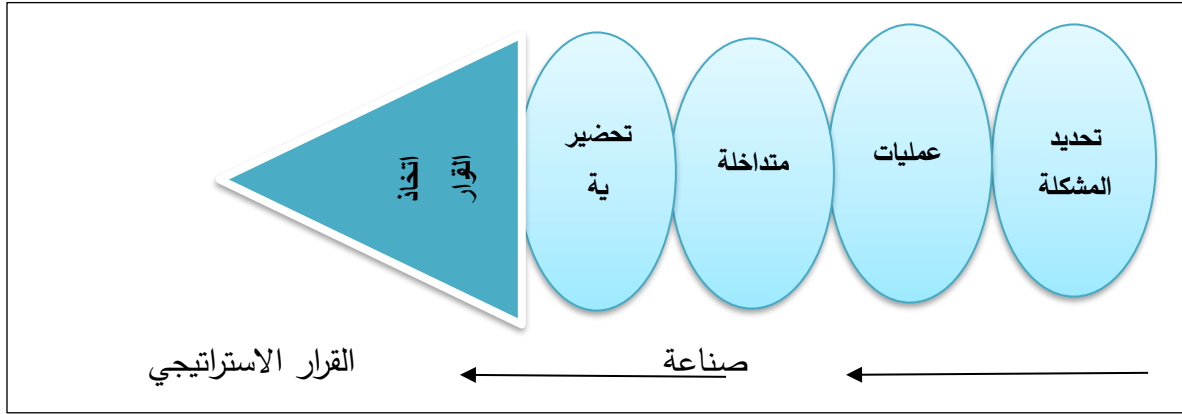 تحديد
المشكلة
عمليات
متداخلة
تحضير
ية
اتخاذ
القرار
صناعة
القرار الاستراتيجي